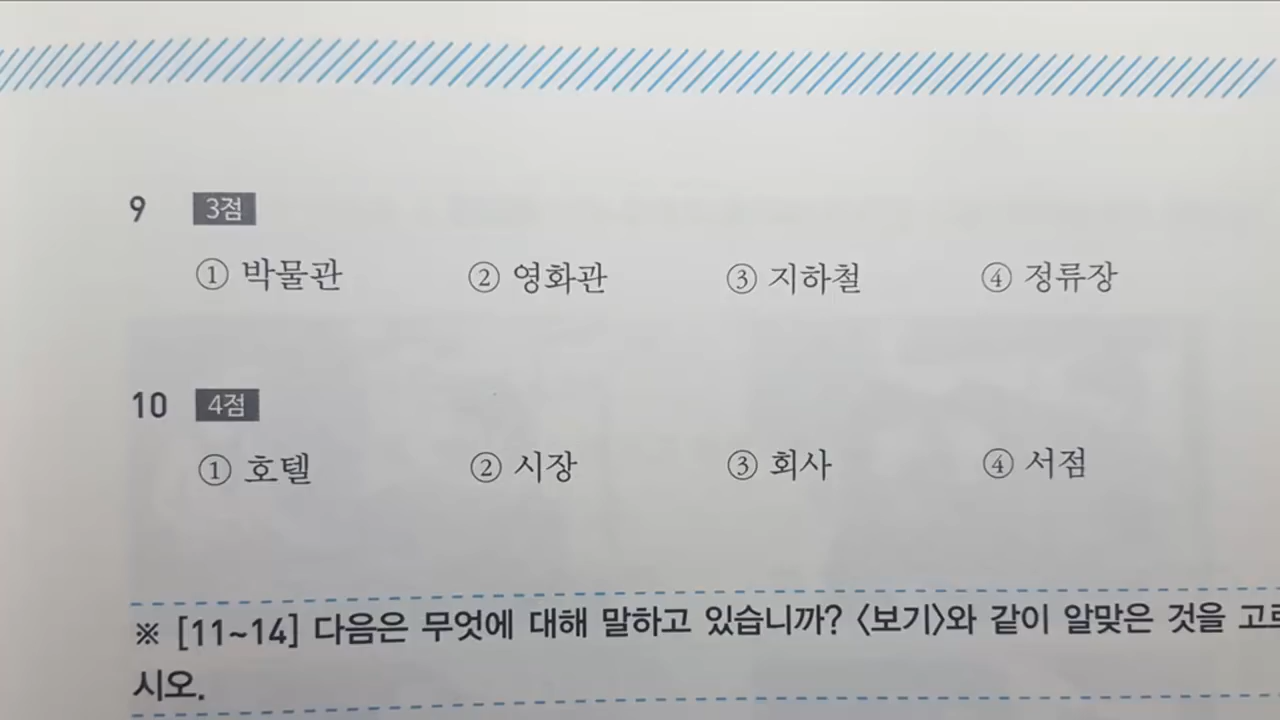 9 3점
① 박물관 ② 영화관 ③ 지하철 ④ 정류장
10 4점
① 호텔 ② 시장 ③ 회사 ④ 서점
※ [11~14] 다음은 무엇에 대해 말하고 있습니까? 〈보기〉와 같이 알맞은 것을 고르
시오.